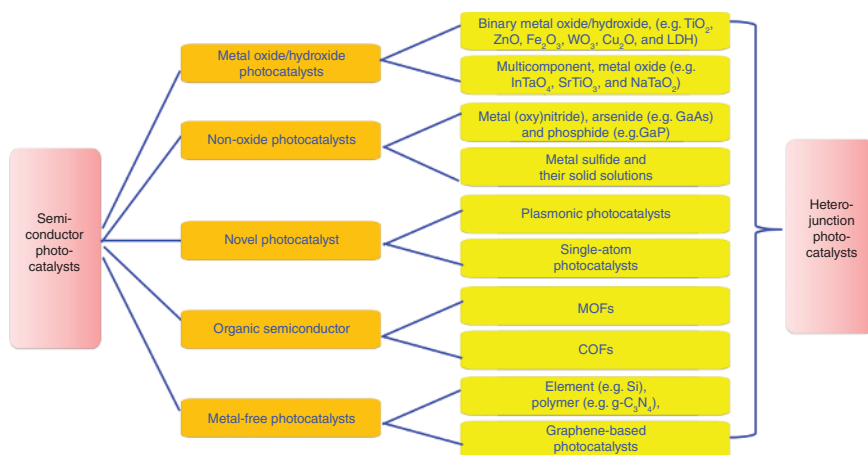 Semi-
conductor
photo-
catalysts
Metal oxide/hydroxide
photocatalysts
Non-oxide photocatalysts
Novel photocatalyst
Organic semiconductor
Metal-free photocatalysts
Binary metal oxide/hydroxide, (e.g. TiO₂,
ZnO, Fe₂O₃, WO₃, Cu₂O, and LDH)
Multicomponent, metal oxide (e.g.
InTaO₄, SrTiO₃, and NaTaO₂)
Metal (oxy)nitride), arsenide (e.g. GaAs)
and phosphide (e.g.GaP)
Metal sulfide and
their solid solutions
Plasmonic photocatalysts
Single-atom
photocatalysts
MOFs
COFs
Element (e.g. Si),
polymer (e.g. g-C₃N₄),
Graphene-based
photocatalysts
Heteroj-
junction
photo-
catalysts